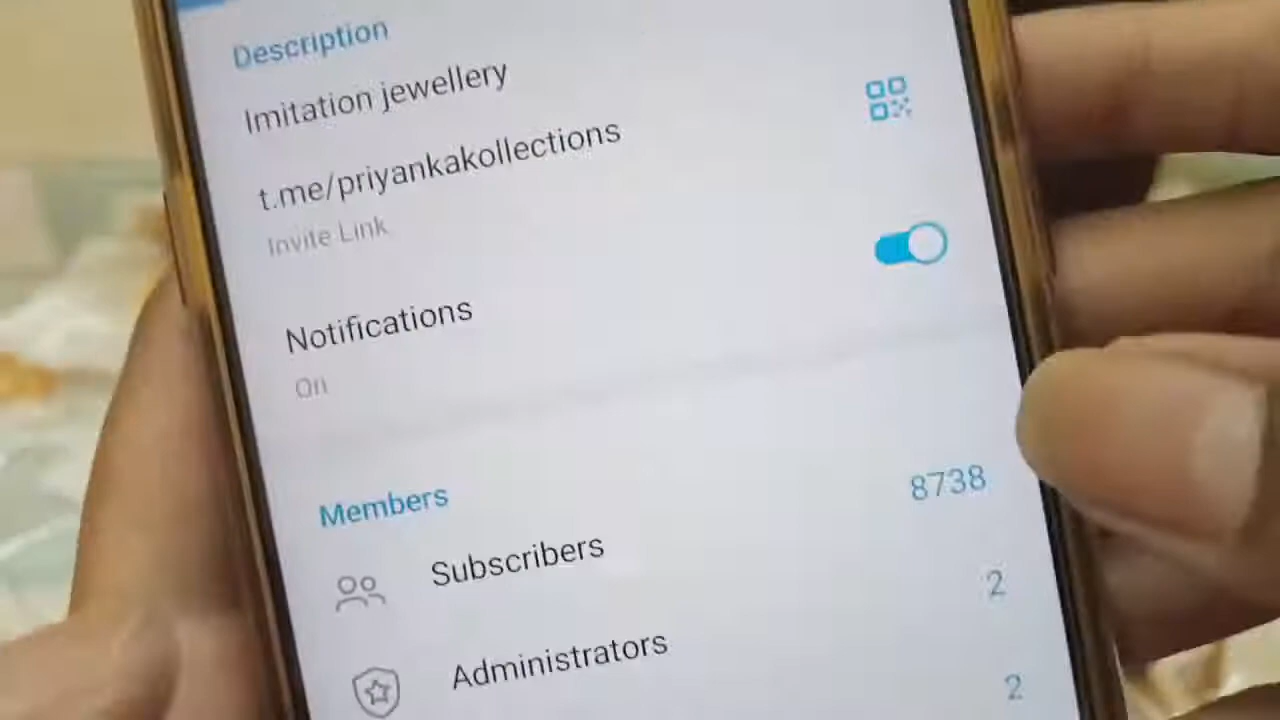 Description
Imitation jewellery
t.me/priyankakollections
Invite Link
Notifications
On
Members
Subscribers 8738
Administrators 2
2